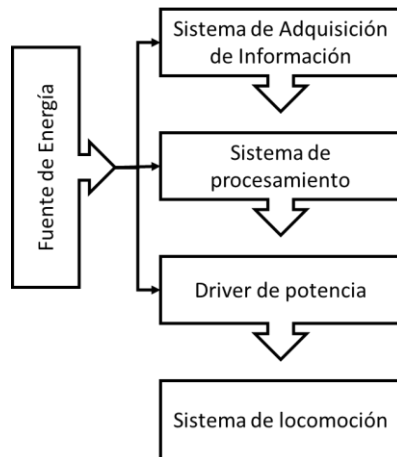 Sistema de Adquisición
de Información
Fuente de Energía
Sistema de
procesamiento
Driver de potencia
Sistema de locomoción